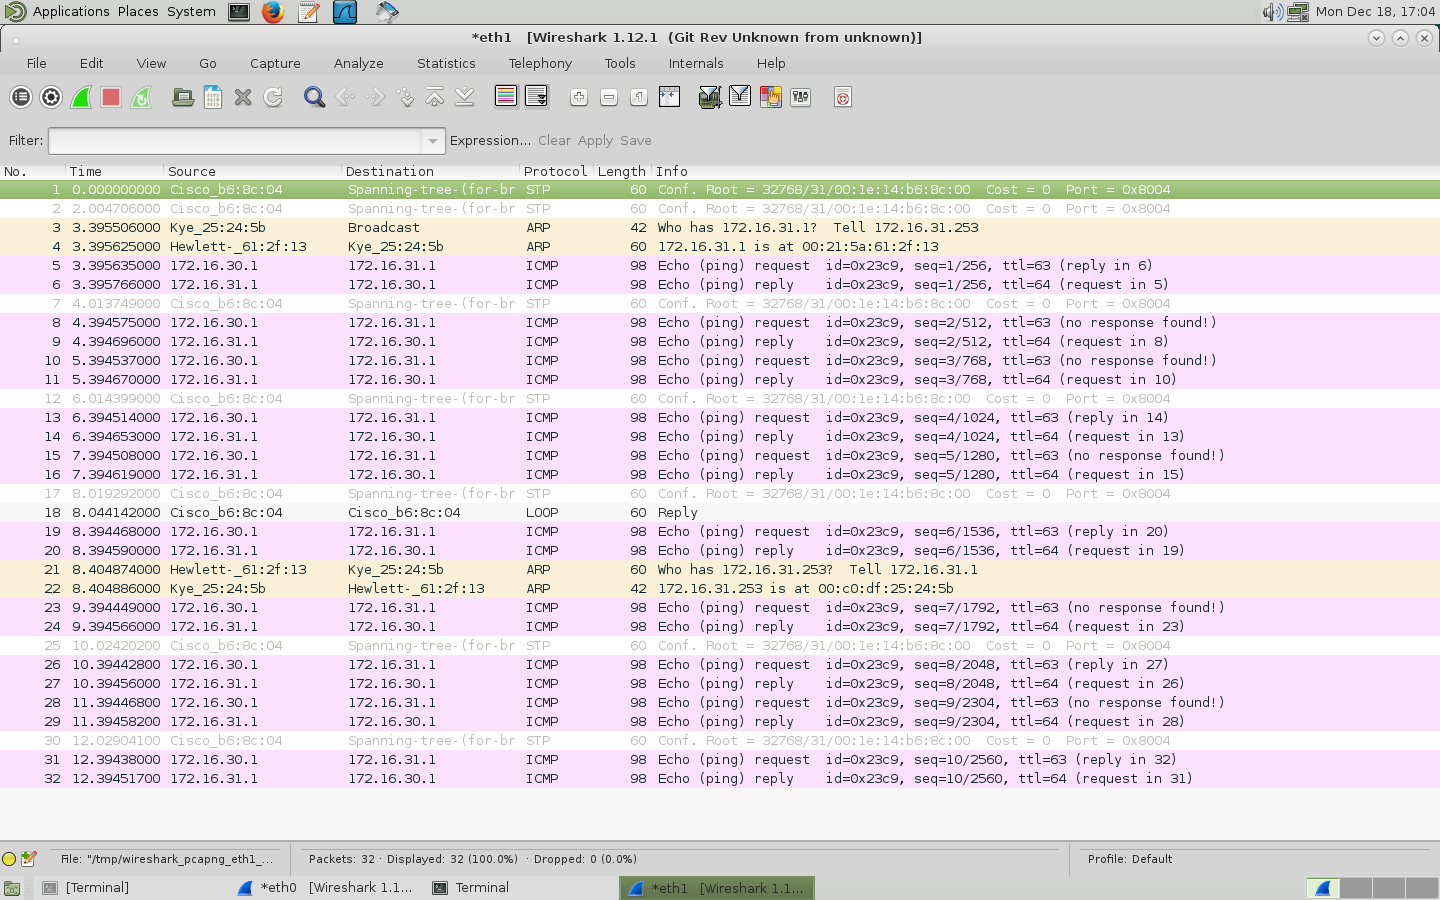 Applications Places System Mon Dec 18, 17:04
*eth1 [Wireshark 1.12.1 (Git Rev Unknown from unknown)]
File Edit View Go Capture Analyze Statistics Telephony Tools Internals Help
Filter: Expression... Clear Apply Save
No. Time Source Destination Protocol Length Info
1 0.000000000 Cisco_b6:8c:04 Spanning-tree-(for-br STP 60 Conf. Root = 32768/31/00:1e:14:b6:8c:00 Cost = 0 Port = 0x8004
2 2.004706000 Cisco_b6:8c:04 Spanning-tree-(for-br STP 60 Conf. Root = 32768/31/00:1e:14:b6:8c:00 Cost = 0 Port = 0x8004
3 3.395506000 Kye_25:24:5b Broadcast ARP 42 Who has 172.16.31.1? Tell 172.16.31.253
4 3.395625000 Hewlett-_61:2f:13 Kye_25:24:5b ARP 60 172.16.31.1 is at 00:21:5a:61:2f:13
5 3.395635000 172.16.30.1 172.16.31.1 ICMP 98 Echo (ping) request id=0x23c9, seq=1/256, ttl=63 (reply in 6)
6 3.395766000 172.16.31.1 172.16.30.1 ICMP 98 Echo (ping) reply id=0x23c9, seq=1/256, ttl=64 (request in 5)
7 4.013749000 Cisco_b6:8c:04 Spanning-tree-(for-br STP 60 Conf. Root = 32768/31/00:1e:14:b6:8c:00 Cost = 0 Port = 0x8004
8 4.394575000 172.16.30.1 172.16.31.1 ICMP 98 Echo (ping) request id=0x23c9, seq=2/512, ttl=63 (no response found!)
9 4.394696000 172.16.31.1 172.16.30.1 ICMP 98 Echo (ping) reply id=0x23c9, seq=2/512, ttl=64 (request in 8)
10 5.394537000 172.16.30.1 172.16.31.1 ICMP 98 Echo (ping) request id=0x23c9, seq=3/768, ttl=63 (no response found!)
11 5.394670000 172.16.31.1 172.16.30.1 ICMP 98 Echo (ping) reply id=0x23c9, seq=3/768, ttl=64 (request in 10)
12 6.014399000 Cisco_b6:8c:04 Spanning-tree-(for-br STP 60 Conf. Root = 32768/31/00:1e:14:b6:8c:00 Cost = 0 Port = 0x8004
13 6.394514000 172.16.30.1 172.16.31.1 ICMP 98 Echo (ping) request id=0x23c9, seq=4/1024, ttl=63 (reply in 14)
14 6.394653000 172.16.31.1 172.16.30.1 ICMP 98 Echo (ping) reply id=0x23c9, seq=4/1024, ttl=64 (request in 13)
15 7.394508000 172.16.30.1 172.16.31.1 ICMP 98 Echo (ping) request id=0x23c9, seq=5/1280, ttl=63 (no response found!)
16 7.394619000 172.16.31.1 172.16.30.1 ICMP 98 Echo (ping) reply id=0x23c9, seq=5/1280, ttl=64 (request in 15)
17 8.019292000 Cisco_b6:8c:04 Spanning-tree-(for-br STP 60 Conf. Root = 32768/31/00:1e:14:b6:8c:00 Cost = 0 Port = 0x8004
18 8.044142000 Cisco_b6:8c:04 Cisco_b6:8c:04 LOOP 60 Reply
19 8.394468000 172.16.30.1 172.16.31.1 ICMP 98 Echo (ping) request id=0x23c9, seq=6/1536, ttl=63 (reply in 20)
20 8.394590000 172.16.31.1 172.16.30.1 ICMP 98 Echo (ping) reply id=0x23c9, seq=6/1536, ttl=64 (request in 19)
21 8.404874000 Hewlett-_61:2f:13 Kye_25:24:5b ARP 60 Who has 172.16.31.253? Tell 172.16.31.1
22 8.404886000 Kye_25:24:5b Hewlett-_61:2f:13 ARP 42 172.16.31.253 is at 00:c0:df:25:24:5b
23 9.394449000 172.16.30.1 172.16.31.1 ICMP 98 Echo (ping) request id=0x23c9, seq=7/1792, ttl=63 (no response found!)
24 9.394566000 172.16.31.1 172.16.30.1 ICMP 98 Echo (ping) reply id=0x23c9, seq=7/1792, ttl=64 (request in 23)
25 10.02420200 Cisco_b6:8c:04 Spanning-tree-(for-br STP 60 Conf. Root = 32768/31/00:1e:14:b6:8c:00 Cost = 0 Port = 0x8004
26 10.39442800 172.16.30.1 172.16.31.1 ICMP 98 Echo (ping) request id=0x23c9, seq=8/2048, ttl=63 (reply in 27)
27 10.39456000 172.16.31.1 172.16.30.1 ICMP 98 Echo (ping) reply id=0x23c9, seq=8/2048, ttl=64 (request in 26)
28 11.39446800 172.16.30.1 172.16.31.1 ICMP 98 Echo (ping) request id=0x23c9, seq=9/2304, ttl=63 (no response found!)
29 11.39458200 172.16.31.1 172.16.30.1 ICMP 98 Echo (ping) reply id=0x23c9, seq=9/2304, ttl=64 (request in 28)
30 12.02904100 Cisco_b6:8c:04 Spanning-tree-(for-br STP 60 Conf. Root = 32768/31/00:1e:14:b6:8c:00 Cost = 0 Port = 0x8004
31 12.39438000 172.16.30.1 172.16.31.1 ICMP 98 Echo (ping) request id=0x23c9, seq=10/2560, ttl=63 (reply in 32)
32 12.39451700 172.16.31.1 172.16.30.1 ICMP 98 Echo (ping) reply id=0x23c9, seq=10/2560, ttl=64 (request in 31)
File: "/tmp/wireshark_pcapng_eth1_... Packets: 32 · Displayed: 32 (100.0%) · Dropped: 0 (0.0%) Profile: Default
[Terminal] *eth0 [Wireshark 1.1... Terminal *eth1 [Wireshark 1.1...